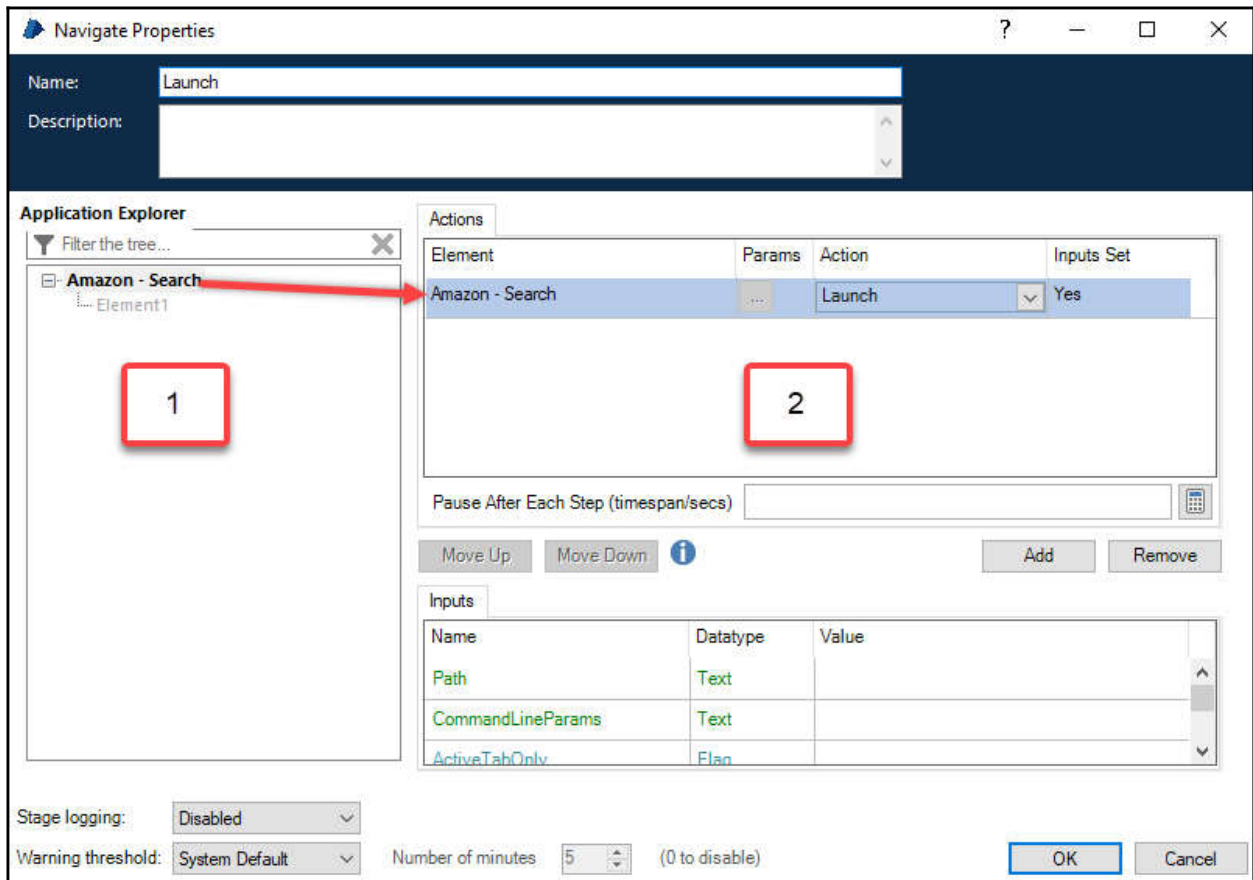 Navigate Properties
?
Name: Launch
Description:
Application Explorer
Filter the tree...
Amazon - Search
Element1
1
Actions
Element Params Action Inputs Set
Amazon - Search ... Launch Yes
2
Pause After Each Step (timespan/secs)
Move Up Move Down i Add Remove
Inputs
Name Datatype Value
Path Text
CommandLineParams Text
ActiveTabOnly Flag
Stage logging: Disabled
Warning threshold: System Default Number of minutes 5 (0 to disable) OK Cancel